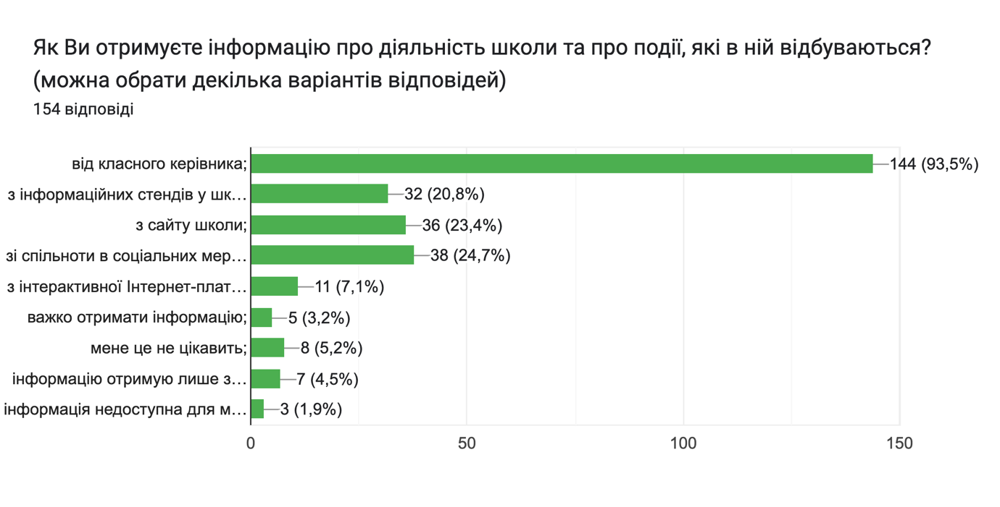 Як Ви отримуєте інформацію про діяльність школи та про події, які в ній відбуваються?
(можна обрати декілька варіантів відповідей)
154 відповіді
від класного керівника; 144 (93,5%)
з інформаційних стендів у шк… 32 (20,8%)
з сайту школи; 36 (23,4%)
зі спільноти в соціальних мер… 38 (24,7%)
з інтерактивної Інтернет-плат… 11 (7,1%)
важко отримати інформацію; 5 (3,2%)
мене це не цікавить; 8 (5,2%)
інформацію отримую лише з… 7 (4,5%)
інформація недоступна для м… 3 (1,9%)
0 50 100 150